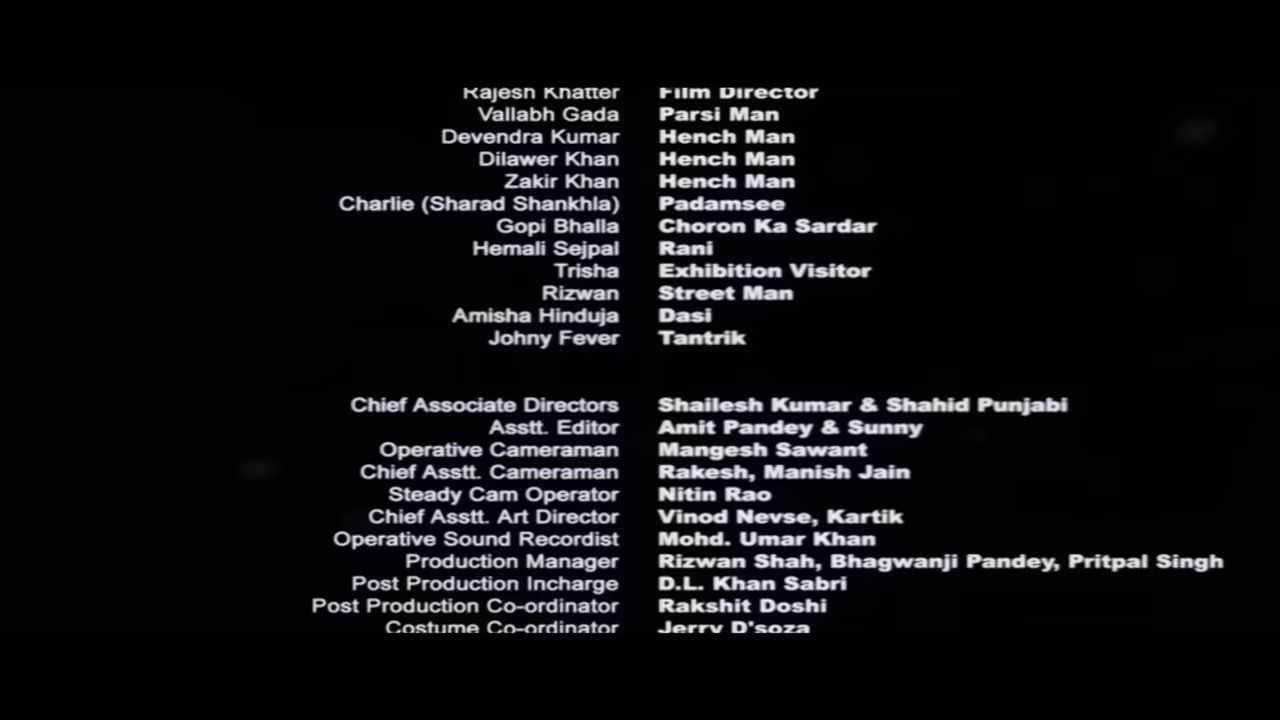 Rajesh Khatter Film Director
Vallabh Gada Parsi Man
Devendra Kumar Hench Man
Dilawer Khan Hench Man
Zakir Khan Hench Man
Charlie (Sharad Shankhla) Padamsee
Gopi Bhalla Choron Ka Sardar
Hemali Sejpal Rani
Trisha Exhibition Visitor
Rizwan Street Man
Amisha Hinduja Dasi
Johny Fever Tantrik
Chief Associate Directors Shailesh Kumar & Shahid Punjabi
Asstt. Editor Amit Pandey & Sunny
Operative Cameraman Mangesh Sawant
Chief Asstt. Cameraman Rakesh, Manish Jain
Steady Cam Operator Nitin Rao
Chief Asstt. Art Director Vinod Nevse, Kartik
Operative Sound Recordist Mohd. Umar Khan
Production Manager Rizwan Shah, Bhagwanji Pandey, Pritpal Singh
Post Production Incharge D.L. Khan Sabri
Post Production Co-ordinator Rakshit Doshi
Costume Co-ordinator Jerry D'soza